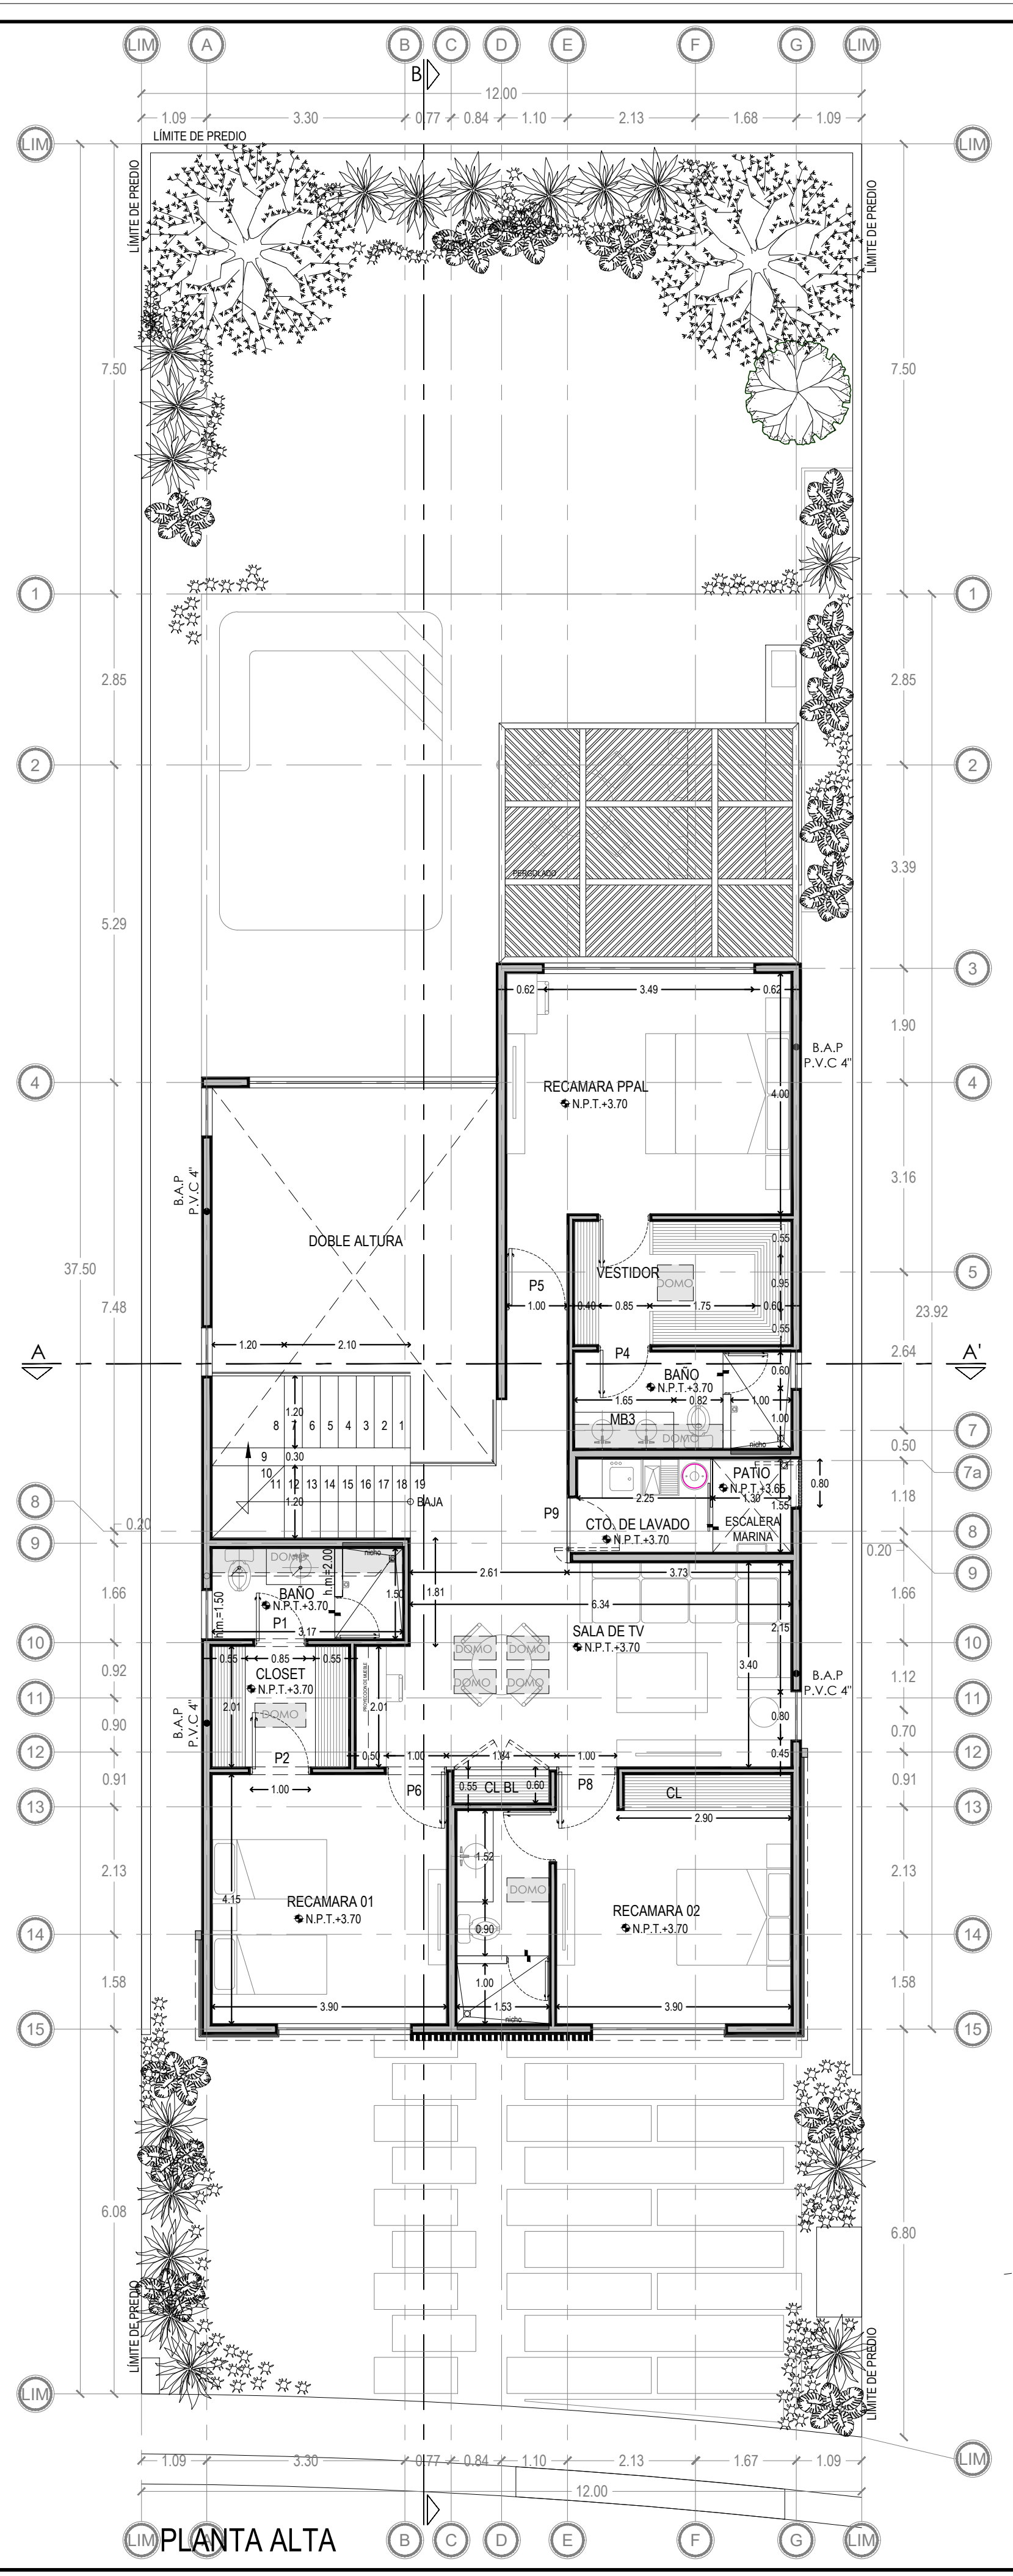 LIM A B C D E F G LIM
B
12.00
1.09 3.30 0.77 0.84 1.10 2.13 1.68 1.09
LÍMITE DE PREDIO
LIM LIM
LÍMITE DE PREDIO
LÍMITE DE PREDIO
7.50 7.50
1 1
2.85 2.85
2 2
3.39
PERGOLADO
5.29
3
0.62 3.49 0.62
1.90
B.A.P
P.V.C 4"
4 4
RECAMARA PPAL
N.P.T.+3.70
4.00
B.A.P
P.V.C 4"
3.16
DOBLE ALTURA
0.55
37.50
VESTIDOR
5
DOMO
P5
0.95
7.48
1.00 0.40 0.85 1.75 0.60
23.92
0.55
1.20 2.10
A A'
P4
2.64
BAÑO
0.60
N.P.T.+3.70
1.65 0.82 1.00
1.20
MB3
1.00
8 7 6 5 4 3 2 1
DOMO
7
nicho
0.50
9 0.30
10
PATIO
7a
N.P.T.+3.65
11 12 13 14 15 16 17 18 19
0.80
1.18
2.25 1.30
8
1.20
BAJA
P9
1.55
CTO. DE LAVADO
ESCALERA
MARINA
0.20
N.P.T.+3.70
8
9
nicho
0.20
DOMO
h.m=2.00
9
2.61 3.73
1.66 1.66
BAÑO
1.50
1.81
h.m.=1.50
N.P.T.+3.70
6.34
P1
SALA DE TV
2.15
3.17
N.P.T.+3.70
10 10
DOMO DOMO
0.55 0.85 0.55
3.40
0.92 1.12
CLOSET
B.A.P
P.V.C 4"
N.P.T.+3.70
DOMO DOMO
11 11
2.01
2.01
DOMO
0.80
B.A.P
P.V.C 4"
0.90 0.70
12 12
P2
0.50 1.00 1.64 1.00
0.45
0.91 0.91
1.00
P6
0.55 CL BL 0.60
P8
CL
13 13
2.90
1.52
2.13 2.13
DOMO
4.15
RECAMARA 01
RECAMARA 02
N.P.T.+3.70
N.P.T.+3.70
0.90
14 14
1.58 1.58
1.00
3.90 1.53 3.90
nicho
15 15
6.08
6.80
LÍMITE DE PREDIO
LÍMITE DE PREDIO
LIM
LIM
1.09 3.30 0.77 0.84 1.10 2.13 1.67 1.09
12.00
LIM A B C D E F G LIM
PLANTA ALTA